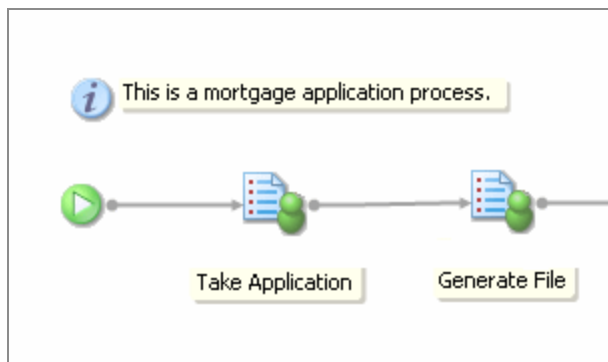 This is a mortgage application process.
Take Application
Generate File